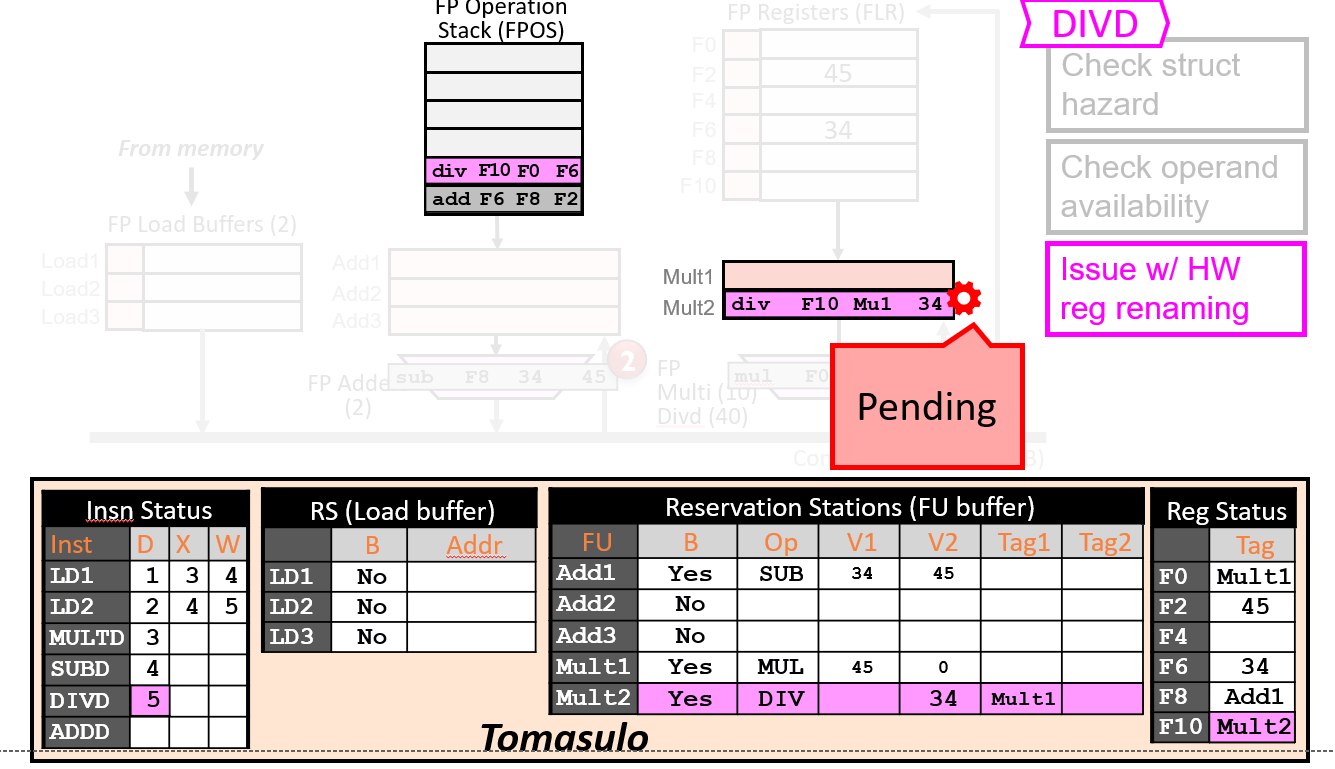 FP Operation
Stack (FPOS)
div F10 F0 F6
add F6 F8 F2
FP Registers (FLR)
F0
F2 45
F4
F6 34
F8
F10
DIVD
Check struct
hazard
Check operand
availability
Issue w/ HW
reg renaming
From memory
FP Load Buffers (2)
Load1
Load2
Load3
Add1
Add2
Add3
Mult1
Mult2 div F10 Mu1 34
Pending
FP Adde
(2)
sub F8 34 45
2
FP
Multi (10)
Divd (40)
mul F0
Insn Status
Inst D X W
LD1 1 3 4
LD2 2 4 5
MULTD 3
SUBD 4
DIVD 5
ADDD
RS (Load buffer)
B Addr
LD1 No
LD2 No
LD3 No
Reservation Stations (FU buffer)
FU B Op V1 V2 Tag1 Tag2
Add1 Yes SUB 34 45
Add2 No
Add3 No
Mult1 Yes MUL 45 0
Mult2 Yes DIV 34 Mult1
Reg Status
Tag
F0 Mult1
F2 45
F4
F6 34
F8 Add1
F10 Mult2
Tomasulo